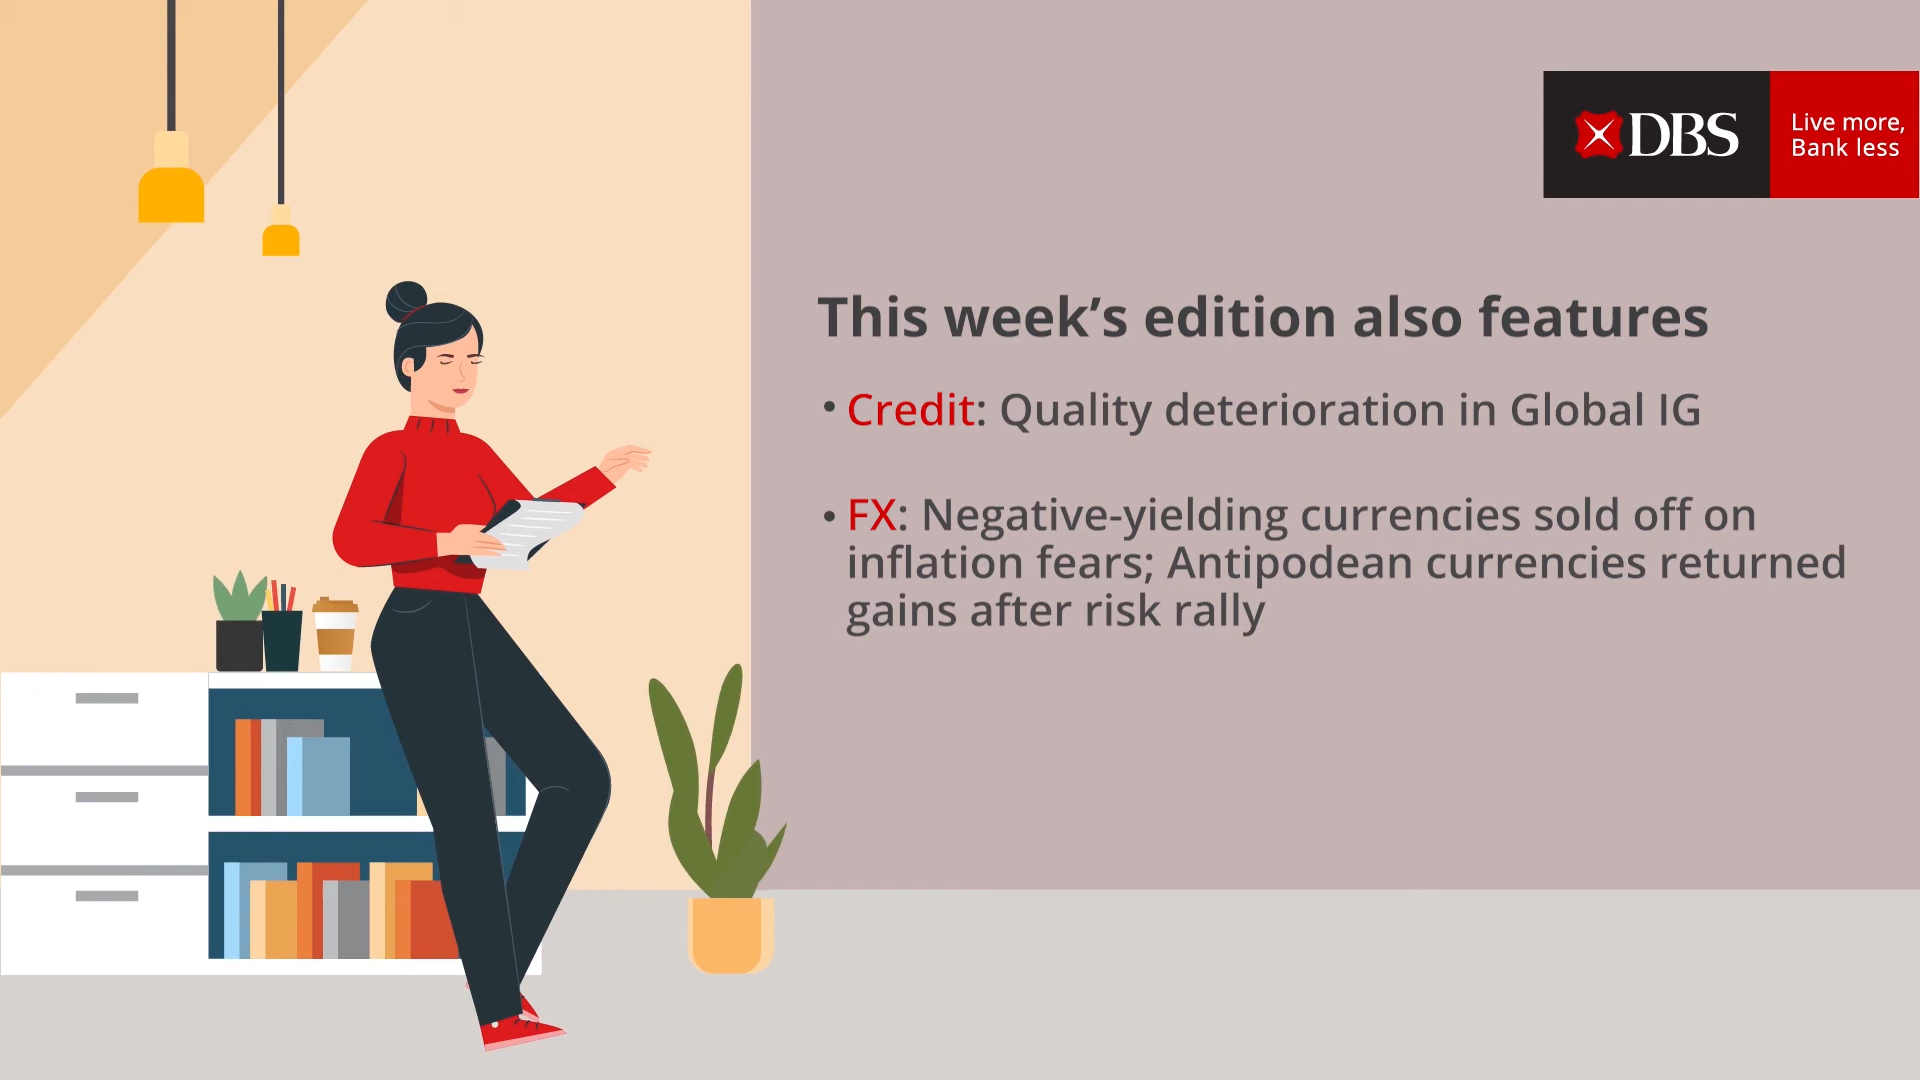 DBS
Live more,
Bank less
This week’s edition also features
• Credit: Quality deterioration in Global IG
• FX: Negative-yielding currencies sold off on
inflation fears; Antipodean currencies returned
gains after risk rally